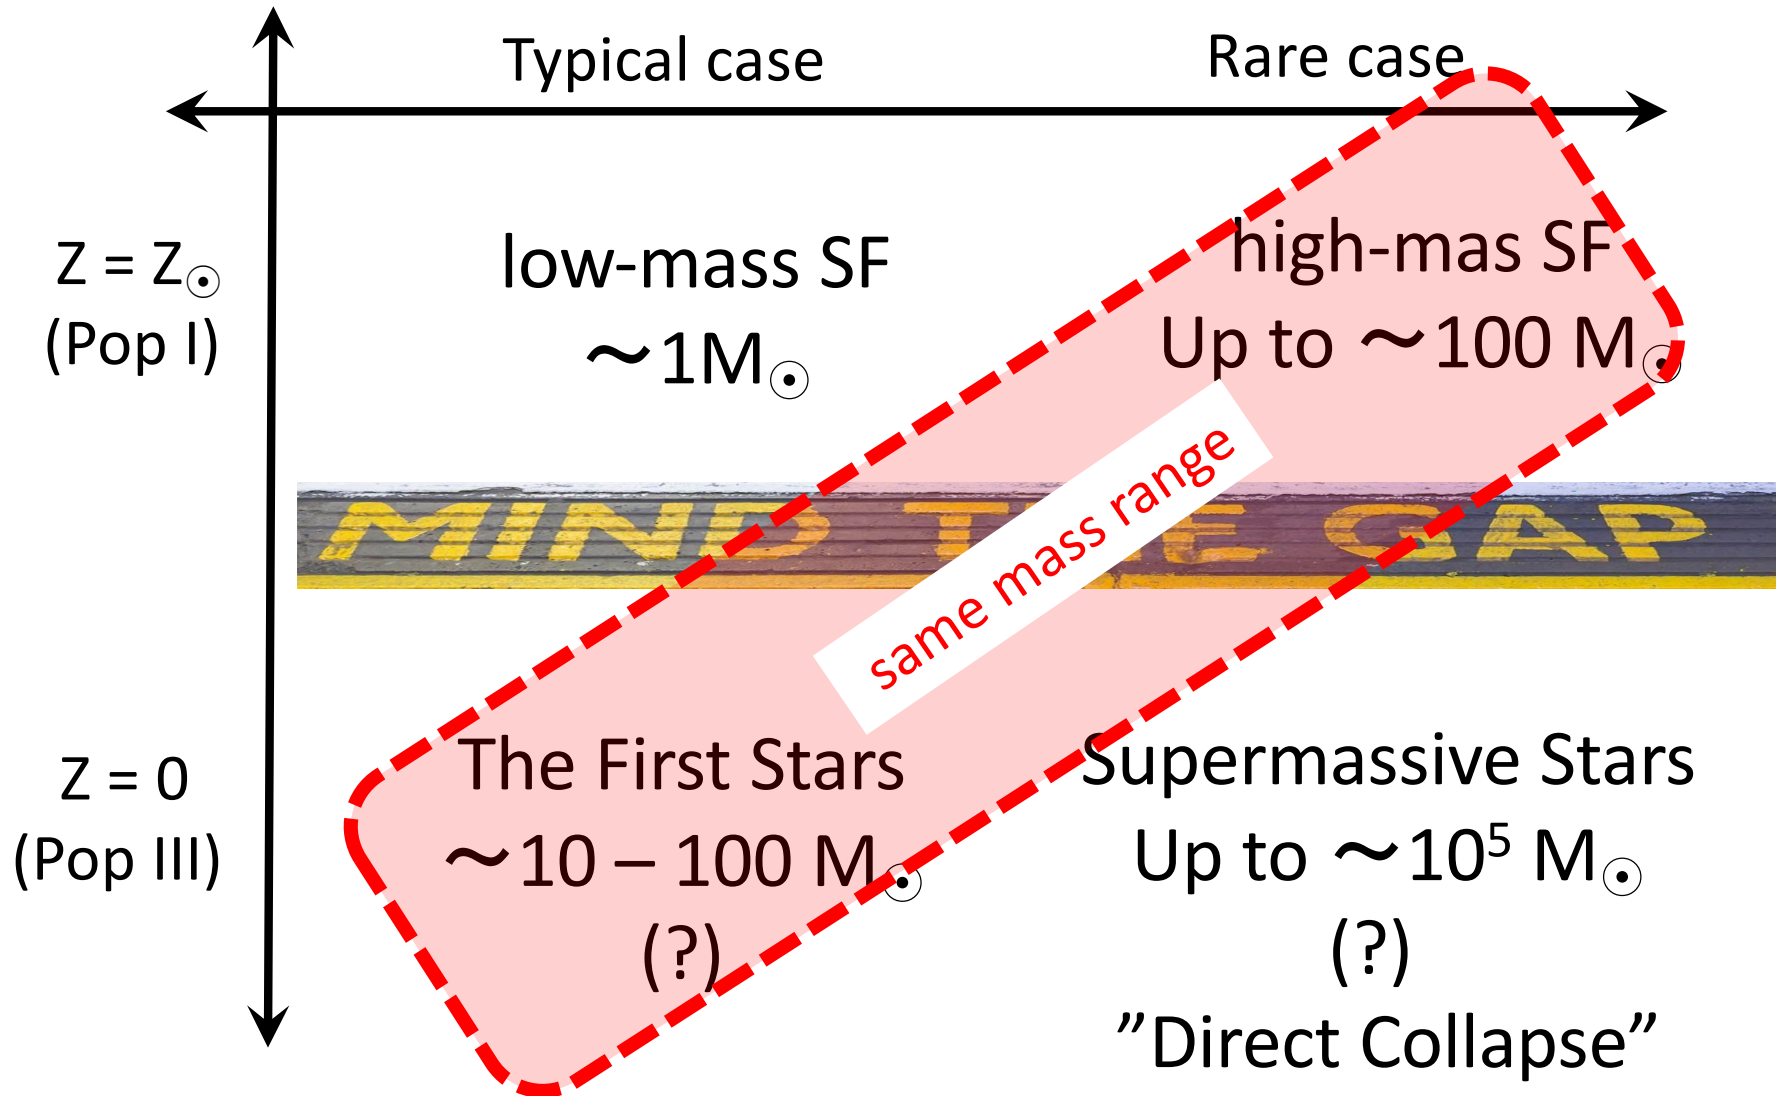 Typical case
Rare case
Z = Z☉
(Pop I)
low-mass SF
～1M☉
high-mas SF
Up to ～100 M☉
same mass range
MIND THE GAP
Z = 0
(Pop III)
The First Stars
～10 – 100 M☉
(?)
Supermassive Stars
Up to ～10⁵ M☉
(?)
”Direct Collapse”